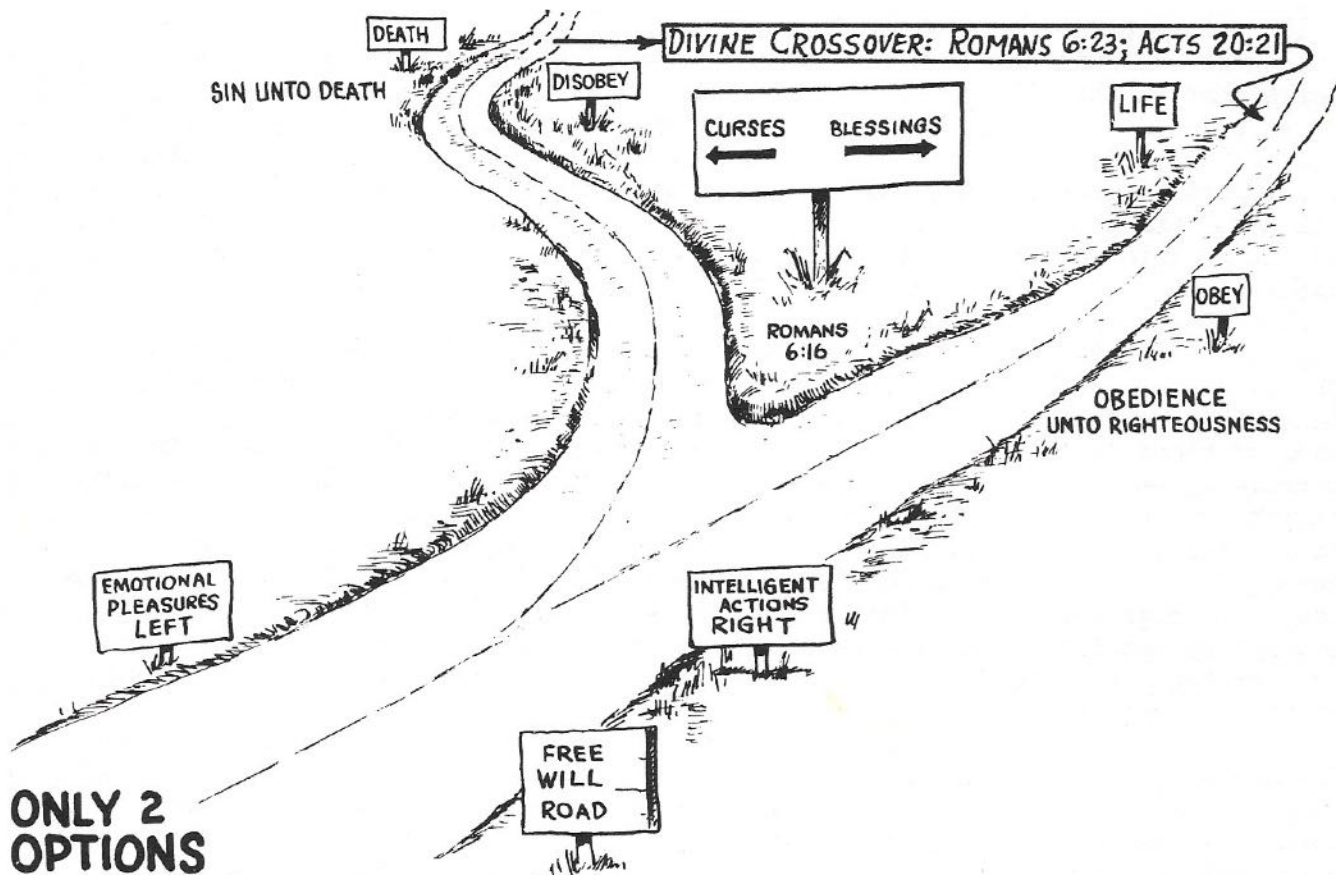 DEATH
DIVINE CROSSOVER: ROMANS 6:23; ACTS 20:21
SIN UNTO DEATH
DISOBEY
LIFE
CURSES
BLESSINGS
OBEY
ROMANS
6:16
OBEDIENCE
UNTO RIGHTEOUSNESS
EMOTIONAL
PLEASURES
LEFT
INTELLIGENT
ACTIONS
RIGHT
FREE
WILL
ROAD
ONLY 2
OPTIONS